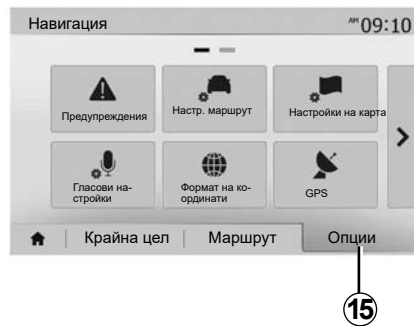 Навигация
AM 09:10
Предупреждения
Настр. маршрут
Настройки на карта
Гласови на-
стройки
Формат на ко-
ординати
GPS
Крайна цел
Маршрут
Опции
15